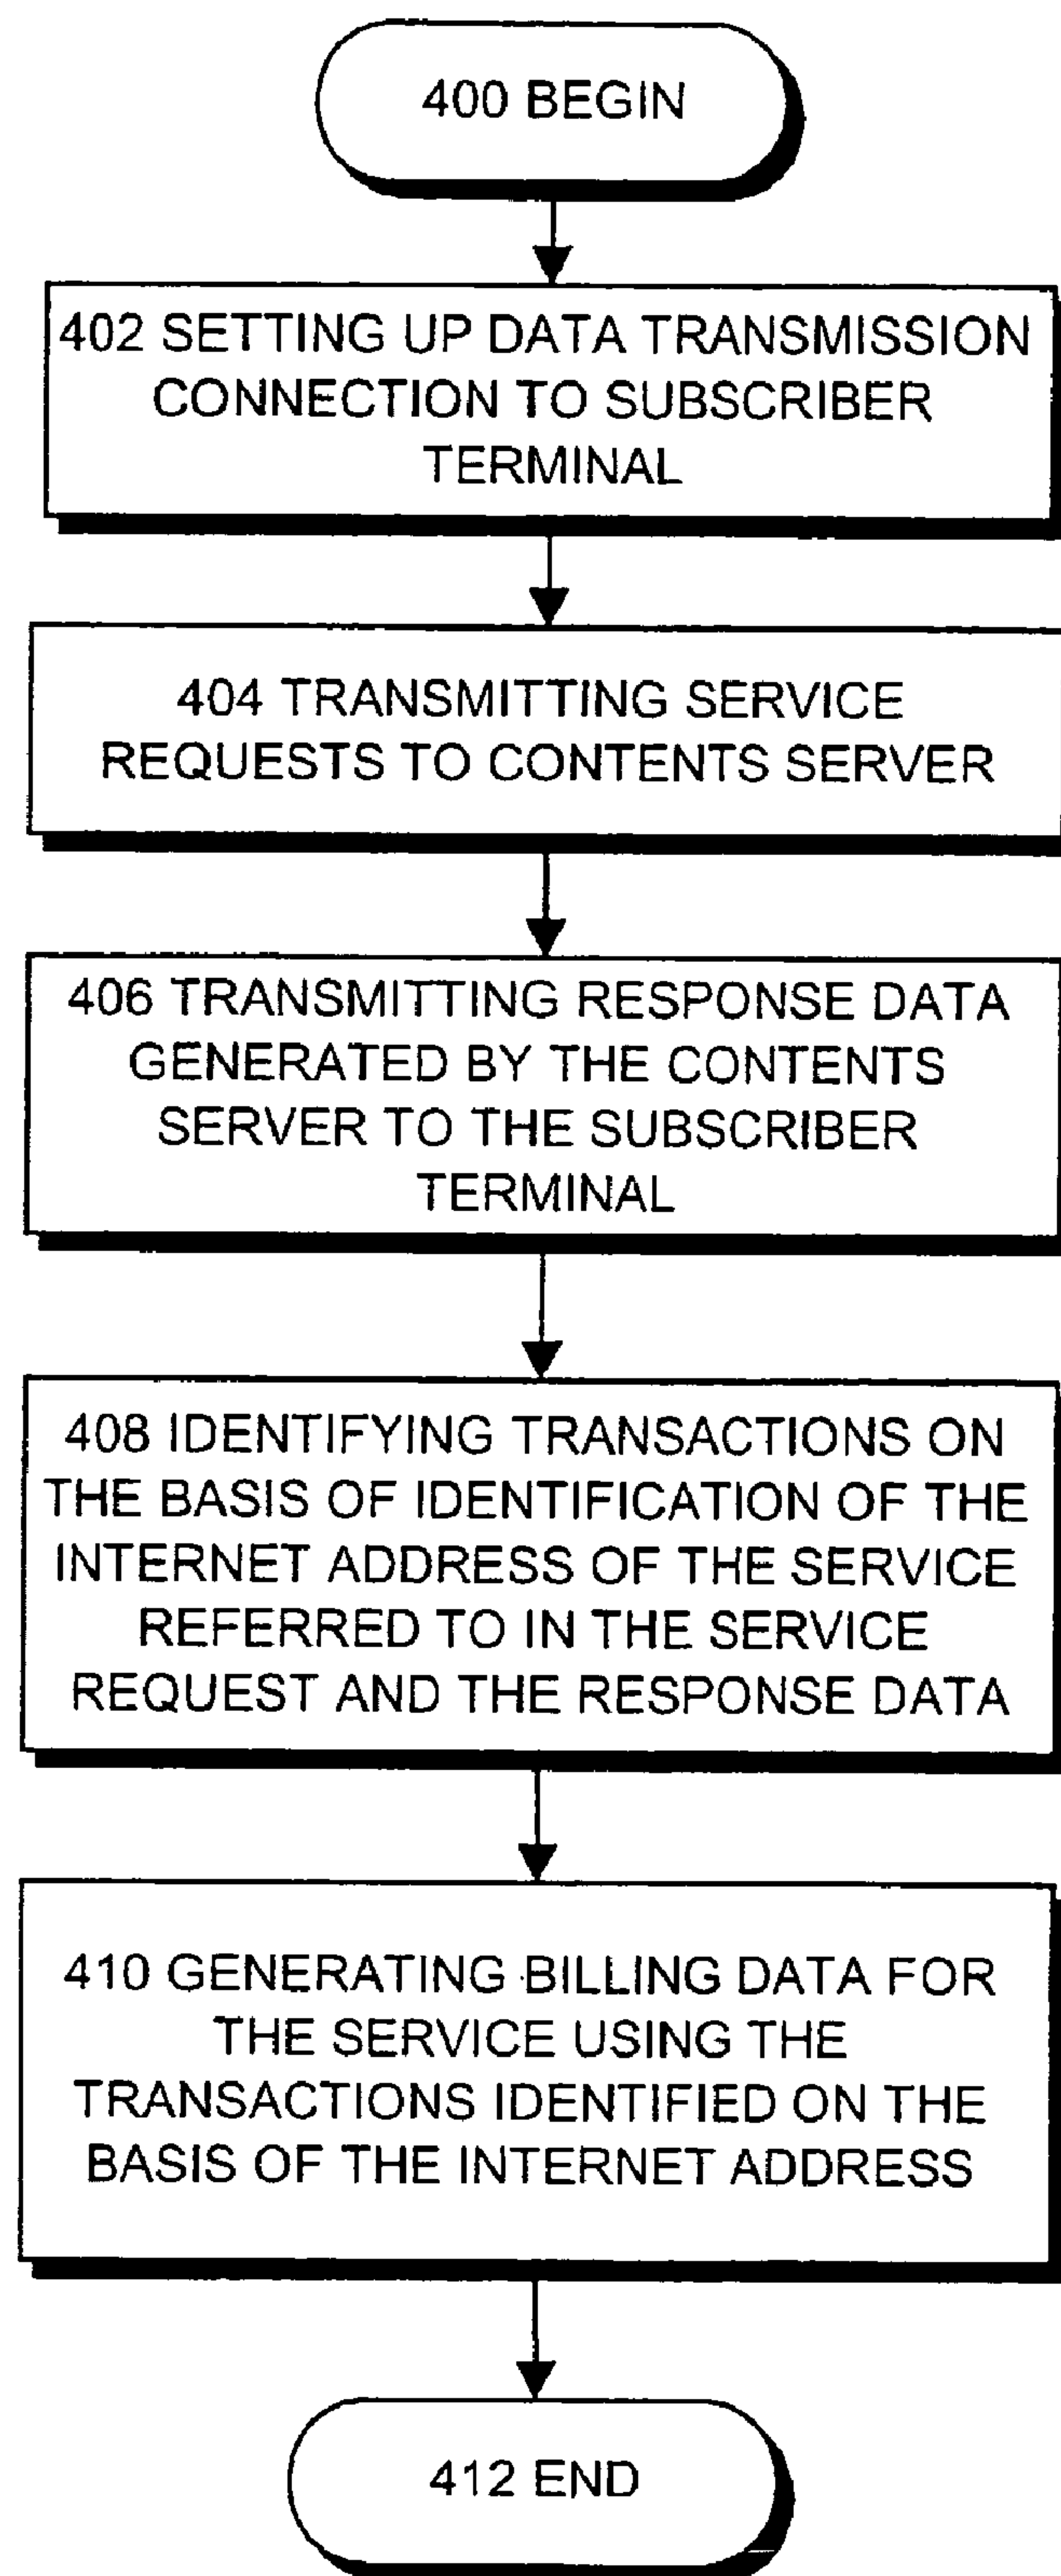 400 BEGIN
402 SETTING UP DATA TRANSMISSION
CONNECTION TO SUBSCRIBER
TERMINAL
404 TRANSMITTING SERVICE
REQUESTS TO CONTENTS SERVER
406 TRANSMITTING RESPONSE DATA
GENERATED BY THE CONTENTS
SERVER TO THE SUBSCRIBER
TERMINAL
408 IDENTIFYING TRANSACTIONS ON
THE BASIS OF IDENTIFICATION OF THE
INTERNET ADDRESS OF THE SERVICE
REFERRED TO IN THE SERVICE
REQUEST AND THE RESPONSE DATA
410 GENERATING BILLING DATA FOR
THE SERVICE USING THE
TRANSACTIONS IDENTIFIED ON THE
BASIS OF THE INTERNET ADDRESS
412 END